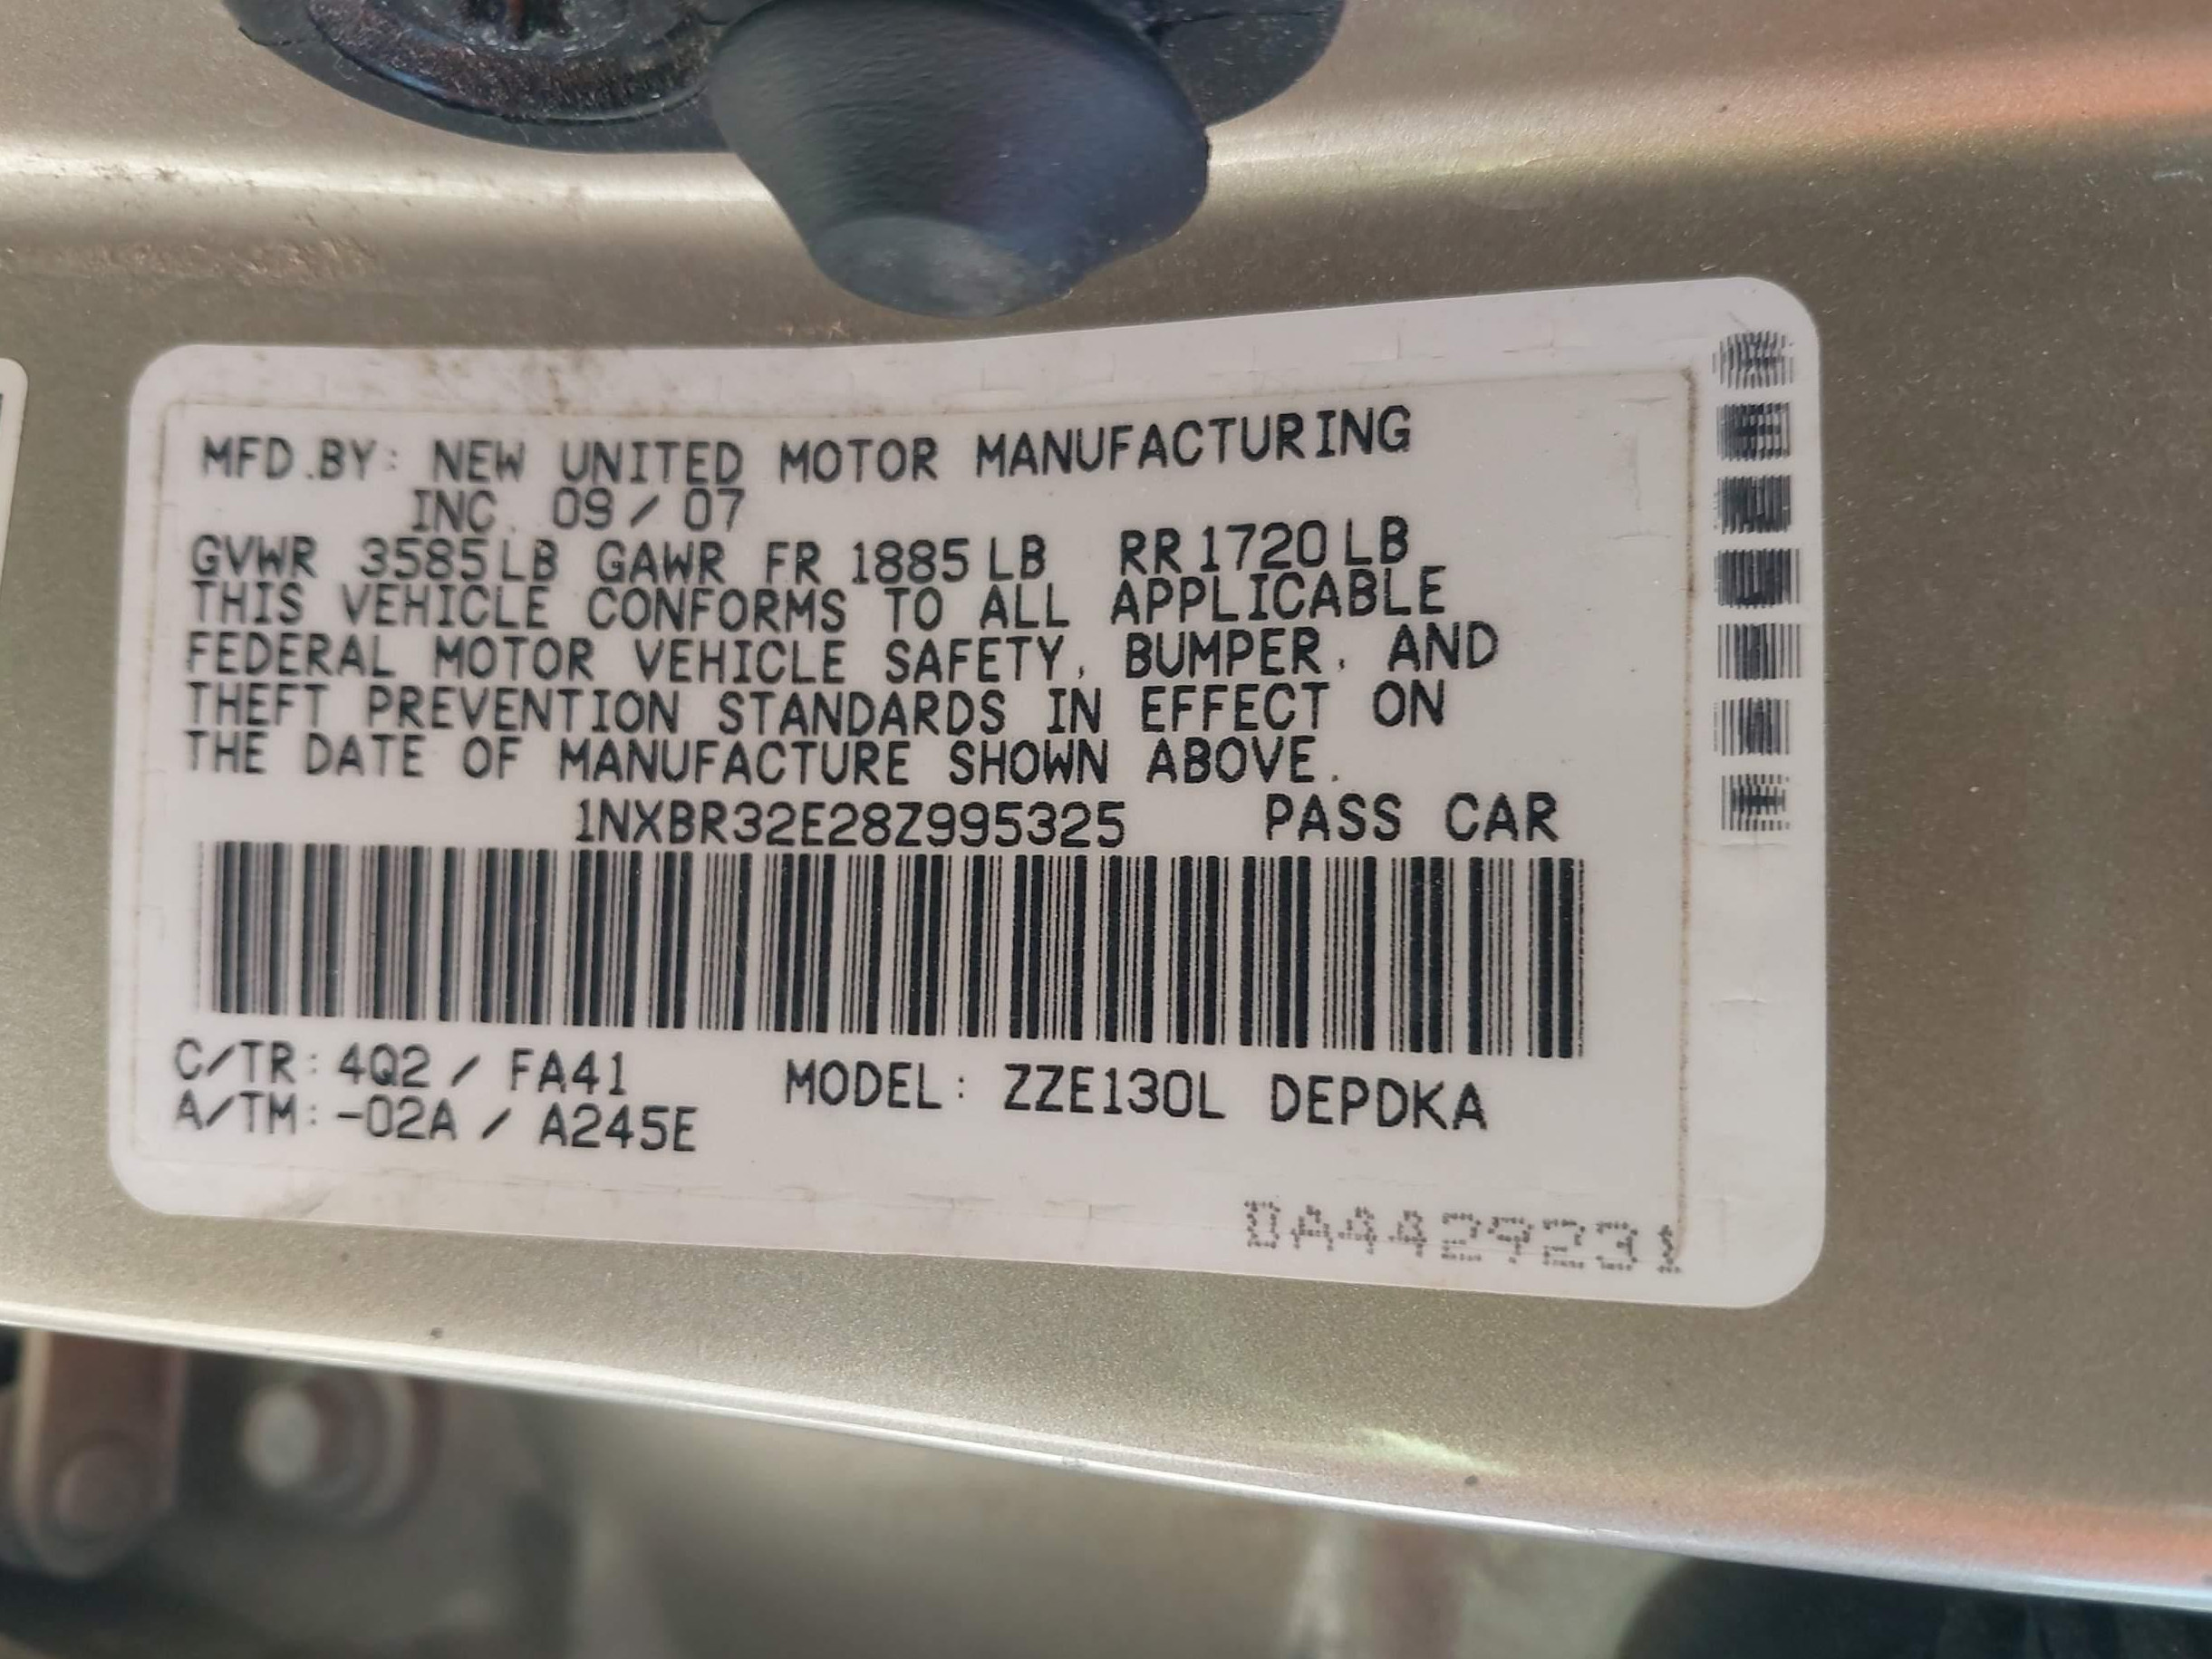 MFD.BY: NEW UNITED MOTOR MANUFACTURING
INC. 09/07
GVWR 3585LB GAWR FR 1885LB RR1720LB
THIS VEHICLE CONFORMS TO ALL APPLICABLE
FEDERAL MOTOR VEHICLE SAFETY, BUMPER, AND
THEFT PREVENTION STANDARDS IN EFFECT ON
THE DATE OF MANUFACTURE SHOWN ABOVE.
1NXBR32E28Z995325 PASS CAR
C/TR: 4Q2 / FA41 MODEL: ZZE130L DEPDKA
A/TM: -02A / A245E
DA4429231